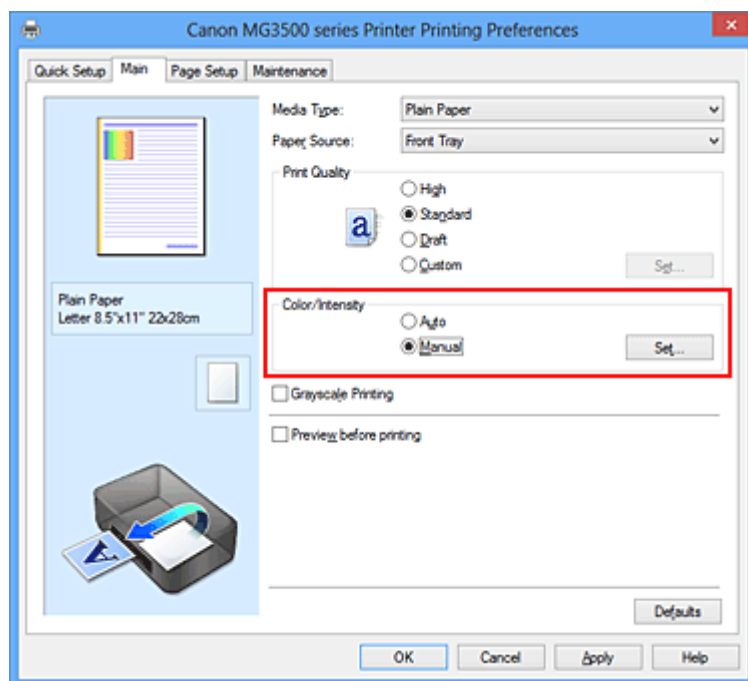 Canon MG3500 series Printer Printing Preferences
Quick Setup Main Page Setup Maintenance
Media Type: Plain Paper
Paper Source: Front Tray
Print Quality
High
a Standard
Draft
Custom Set...
Plain Paper
Letter 8.5"x11" 22x28cm
Color/Intensity
Auto
Manual Set...
Grayscale Printing
Preview before printing
A
Defaults
OK Cancel Apply Help